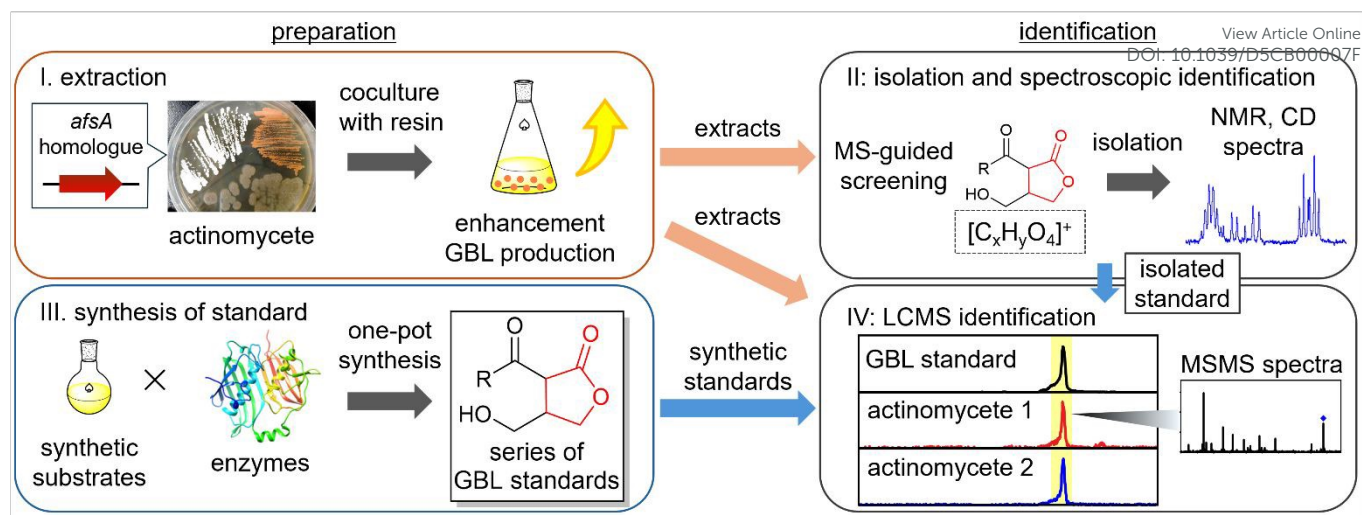 preparation
identification
View Article Online
DOI: 10.1039/D5CB00007F
I. extraction
afsA
homologue
actinomycete
coculture
with resin
enhancement
GBL production
extracts
extracts
II: isolation and spectroscopic identification
MS-guided
screening
O
O
R
O
HO
[CxHyO4]+
isolation
NMR, CD
spectra
isolated
standard
III. synthesis of standard
synthetic
substrates
×
enzymes
one-pot
synthesis
O
O
R
O
HO
series of
GBL standards
synthetic
standards
IV: LCMS identification
GBL standard
actinomycete 1
actinomycete 2
MSMS spectra